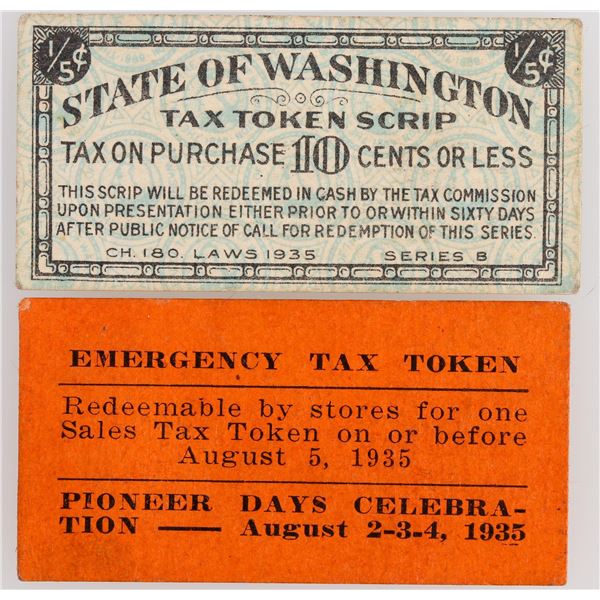 1/5¢ 1/5¢
STATE OF WASHINGTON
TAX TOKEN SCRIP
TAX ON PURCHASE 10 CENTS OR LESS
THIS SCRIP WILL BE REDEEMED IN CASH BY THE TAX COMMISSION
UPON PRESENTATION EITHER PRIOR TO OR WITHIN SIXTY DAYS
AFTER PUBLIC NOTICE OF CALL FOR REDEMPTION OF THIS SERIES.
CH. 180. LAWS 1935 SERIES B
EMERGENCY TAX TOKEN
Redeemable by stores for one
Sales Tax Token on or before
August 5, 1935
PIONEER DAYS CELEBRA-
TION — August 2-3-4, 1935